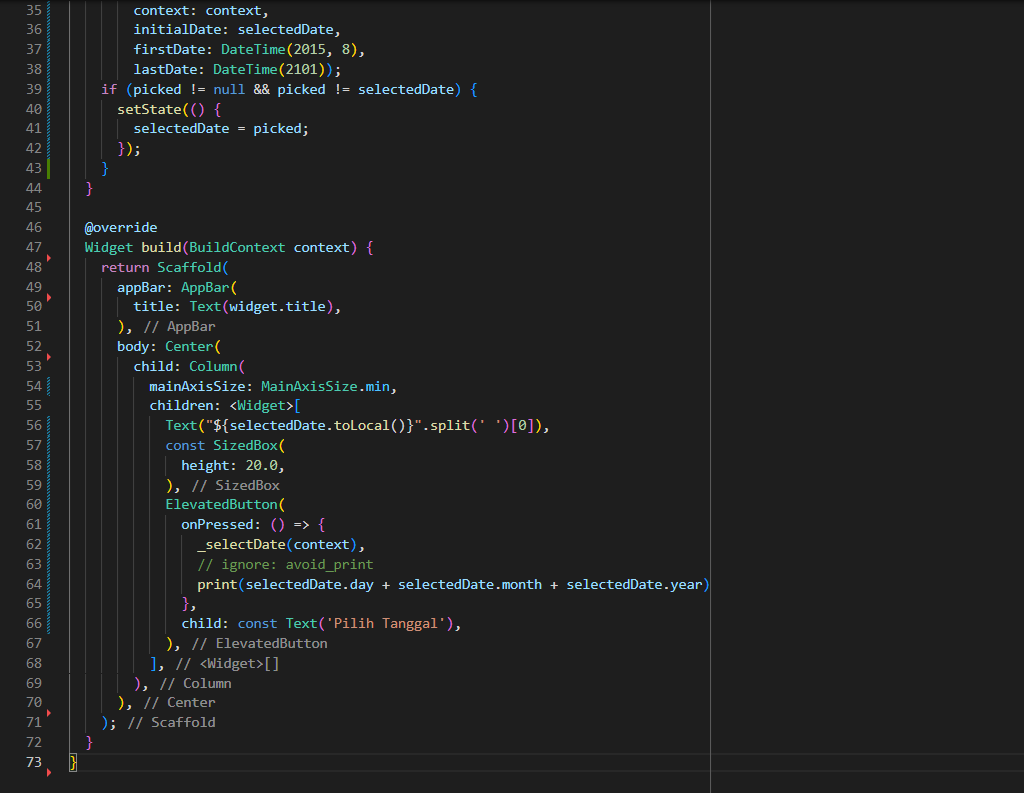 35 context: context,
36 initialDate: selectedDate,
37 firstDate: DateTime(2015, 8),
38 lastDate: DateTime(2101));
39 if (picked != null && picked != selectedDate) {
40 setState(() {
41 selectedDate = picked;
42 });
43 }
44 }
45
46 @override
47 Widget build(BuildContext context) {
48 return Scaffold(
49 appBar: AppBar(
50 title: Text(widget.title),
51 ), // AppBar
52 body: Center(
53 child: Column(
54 mainAxisSize: MainAxisSize.min,
55 children: <Widget>[
56 Text("${selectedDate.toLocal()}".split(' ')[0]),
57 const SizedBox(
58 height: 20.0,
59 ), // SizedBox
60 ElevatedButton(
61 onPressed: () => {
62 _selectDate(context),
63 // ignore: avoid_print
64 print(selectedDate.day + selectedDate.month + selectedDate.year)
65 },
66 child: const Text('Pilih Tanggal'),
67 ), // ElevatedButton
68 ], // <Widget>[]
69 ), // Column
70 ), // Center
71 ); // Scaffold
72 }
73 }